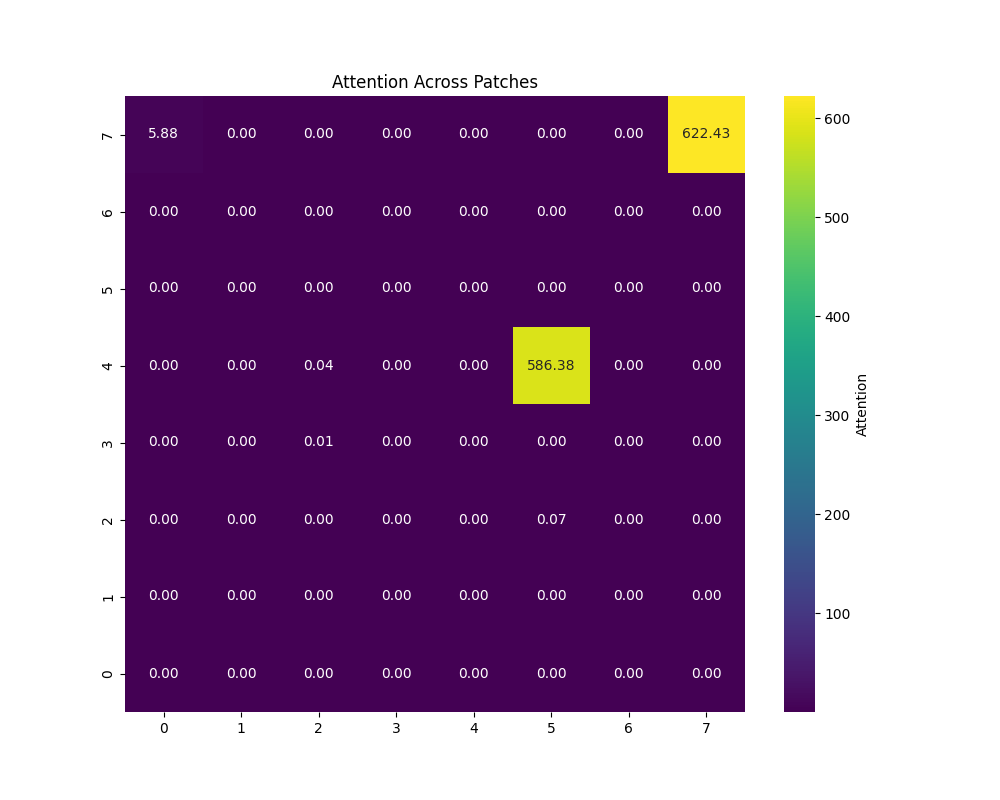 Attention Across Patches
7 5.88 0.00 0.00 0.00 0.00 0.00 0.00 622.43
6 0.00 0.00 0.00 0.00 0.00 0.00 0.00 0.00
5 0.00 0.00 0.00 0.00 0.00 0.00 0.00 0.00
4 0.00 0.00 0.04 0.00 0.00 586.38 0.00 0.00
3 0.00 0.00 0.01 0.00 0.00 0.00 0.00 0.00
2 0.00 0.00 0.00 0.00 0.00 0.07 0.00 0.00
1 0.00 0.00 0.00 0.00 0.00 0.00 0.00 0.00
0 0.00 0.00 0.00 0.00 0.00 0.00 0.00 0.00
0 1 2 3 4 5 6 7
600
500
400
300
200
100
Attention